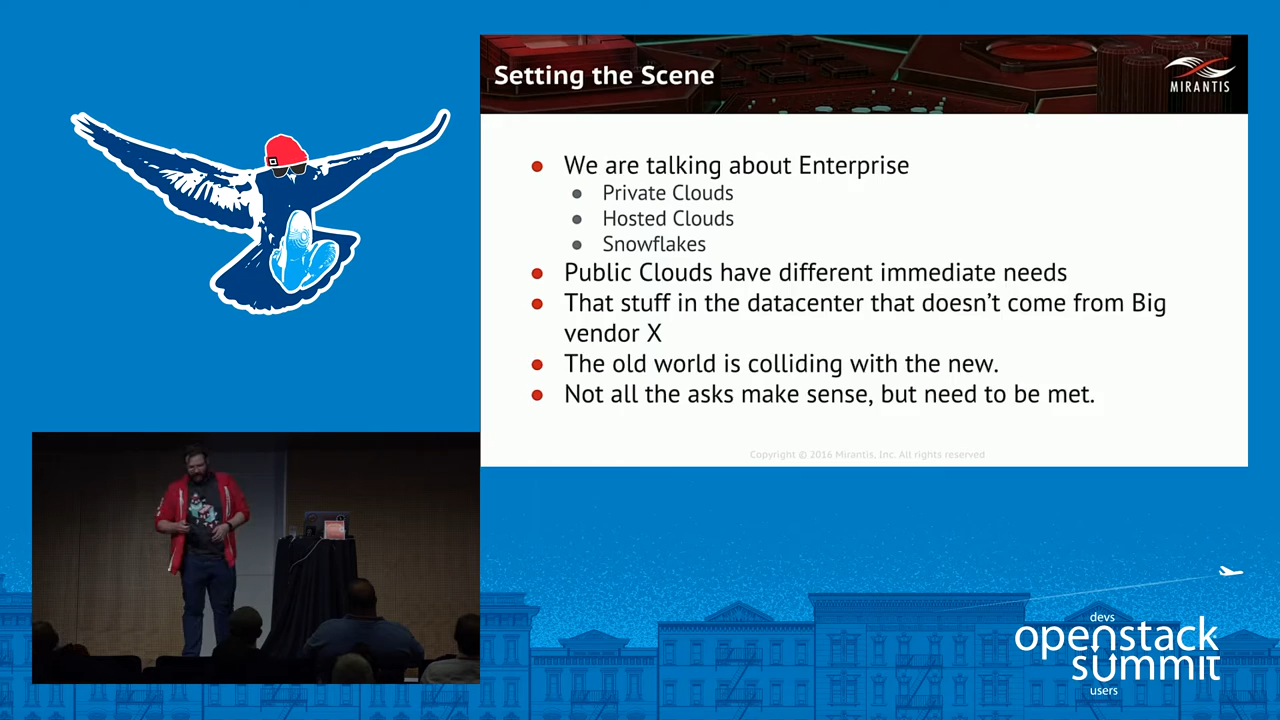 Setting the Scene
MIRANTIS
• We are talking about Enterprise
• Private Clouds
• Hosted Clouds
• Snowflakes
• Public Clouds have different immediate needs
• That stuff in the datacenter that doesn't come from Big
vendor X
• The old world is colliding with the new.
• Not all the asks make sense, but need to be met.
Copyright © 2016 Mirantis, Inc. All rights reserved
devs
openstack
summit
users